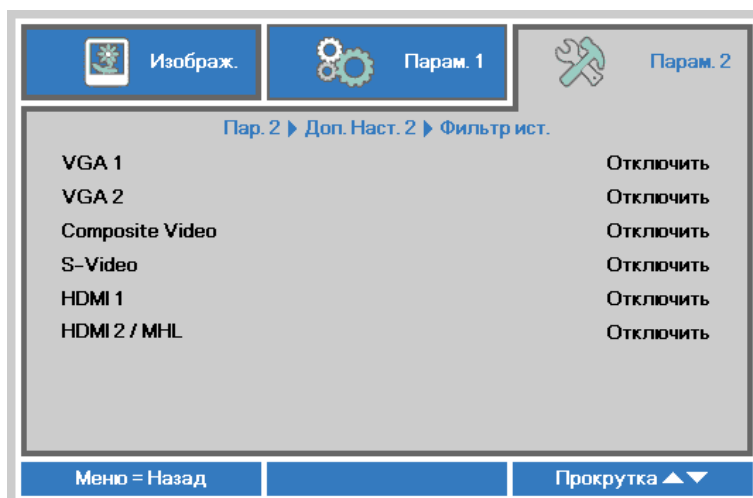 Изображ. Парам. 1 Парам. 2
Пар. 2 ▶ Доп. Наст. 2 ▶ Фильтр ист.
VGA 1 Отключить
VGA 2 Отключить
Composite Video Отключить
S-Video Отключить
HDMI 1 Отключить
HDMI 2 / MHL Отключить
Меню = Назад Прокрутка ▲▼